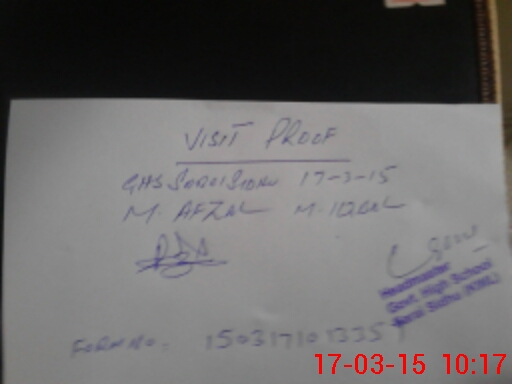 VISIT PROOF
GHS SARAI SIDHU 17-3-15
M. AFZAL M. IQBAL
Headmaster
Govt. High School
Sarai Sidhu (KWL)
FORM NO. 1503171013357
17-03-15 10:17